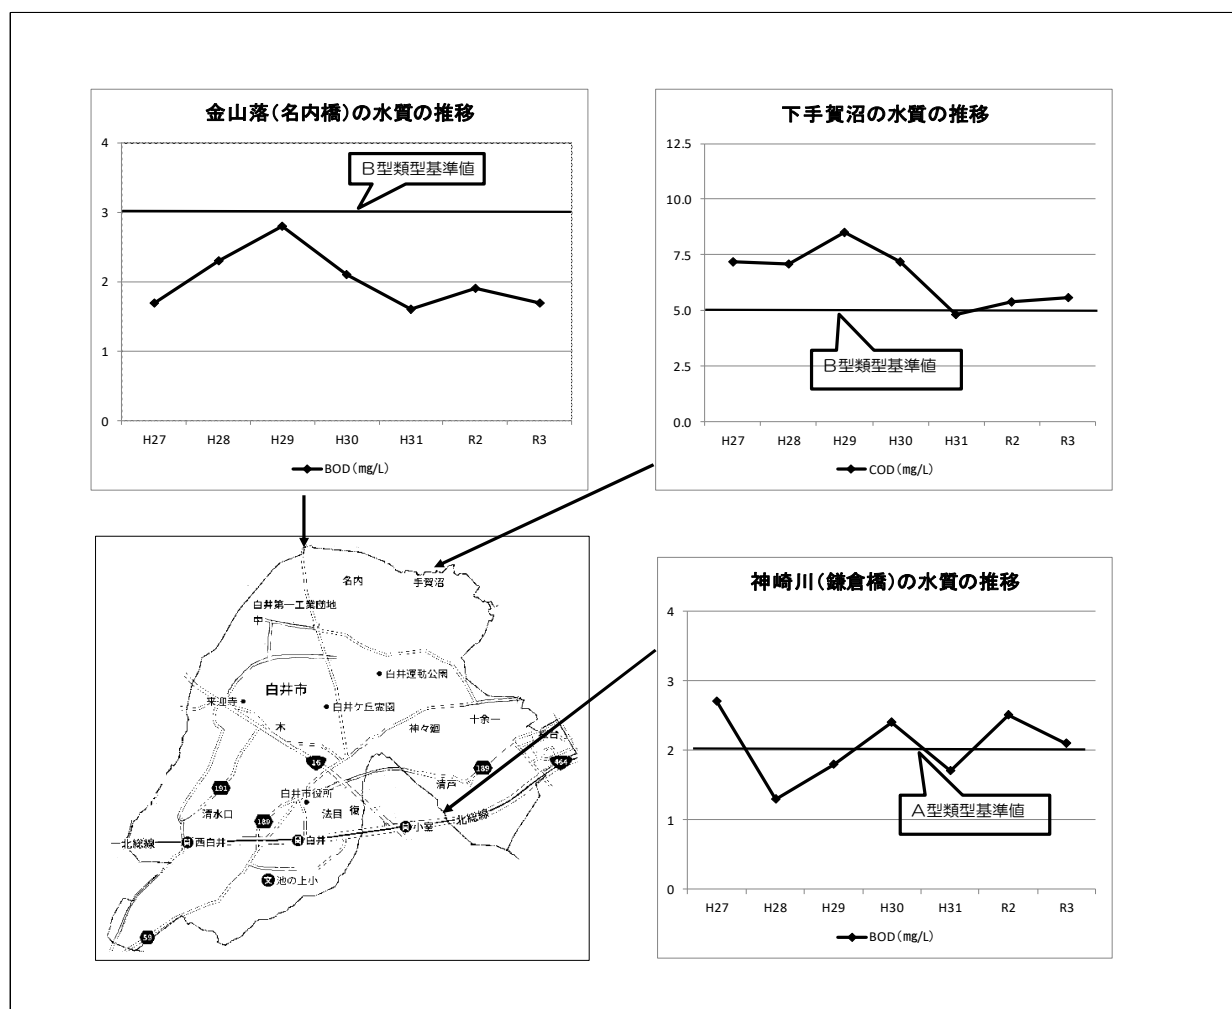 金山落(名内橋)の水質の推移
4
3
2
1
0
B型類型基準値
H27 H28 H29 H30 H31 R2 R3
BOD(mg/L)
下手賀沼の水質の推移
12.5
10.0
7.5
5.0
2.5
0.0
B型類型基準値
H27 H28 H29 H30 H31 R2 R3
COD(mg/L)
名内
手賀沼
白井第一工業団地
中
白井運動公園
白井市
来迎寺
白井ケ丘霊園
木
神々廻
十余一
16
189
464
清戸
191
白井市役所
清水口
189
法目
復
小室
北総線
北総線
西白井
白井
文
池の上小
59
神崎川(鎌倉橋)の水質の推移
4
3
2
1
0
A型類型基準値
H27 H28 H29 H30 H31 R2 R3
BOD(mg/L)